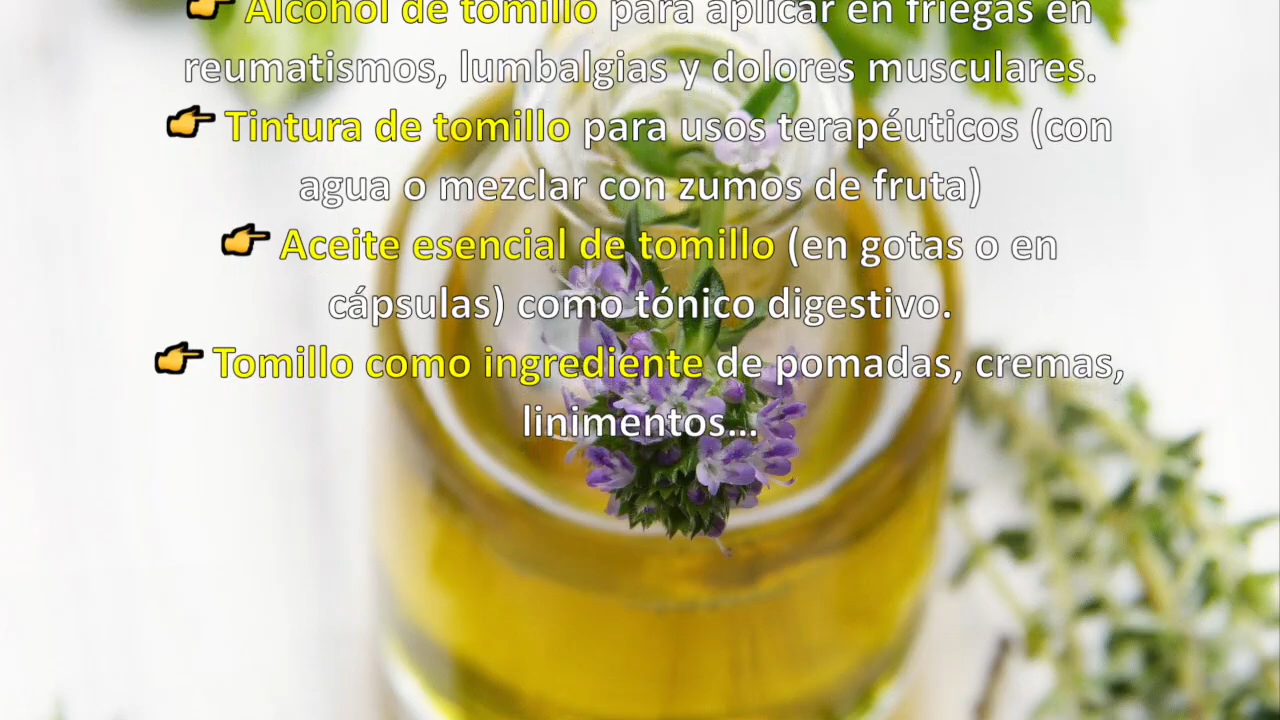 👉 Alcohol de tomillo para aplicar en friegas en
reumatismos, lumbalgias y dolores musculares.
👉 Tintura de tomillo para usos terapéuticos (con
agua o mezclar con zumos de fruta)
👉 Aceite esencial de tomillo (en gotas o en
cápsulas) como tónico digestivo.
👉 Tomillo como ingrediente de pomadas, cremas,
linimentos...